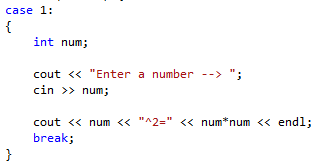 case 1:
{
    int num;
    cout << "Enter a number --> ";
    cin >> num;
    cout << num << "^2=" << num*num << endl;
    break;
}